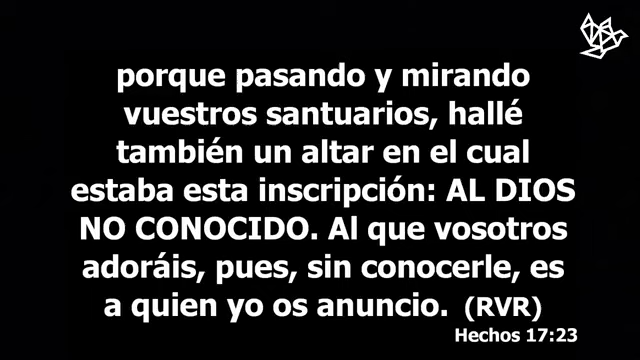 porque pasando y mirando
vuestros santuarios, hallé
también un altar en el cual
estaba esta inscripción: AL DIOS
NO CONOCIDO. Al que vosotros
adoráis, pues, sin conocerle, es
a quien yo os anuncio. (RVR)
Hechos 17:23